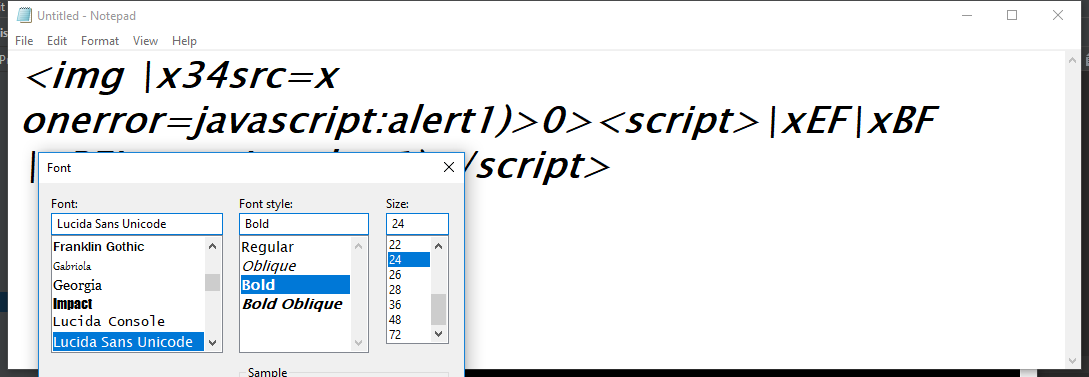 Untitled - Notepad
File Edit Format View Help
<img |x34src=x
onerror=javascript:alert1)>0><script>|xEF|xBF
/script>
Font
Font: Font style: Size:
Lucida Sans Unicode Bold 24
Franklin Gothic Regular 22
Gabriola Oblique 24
Georgia Bold 26
Impact Bold Oblique 28
Lucida Console 36
Lucida Sans Unicode 48
72
Sample